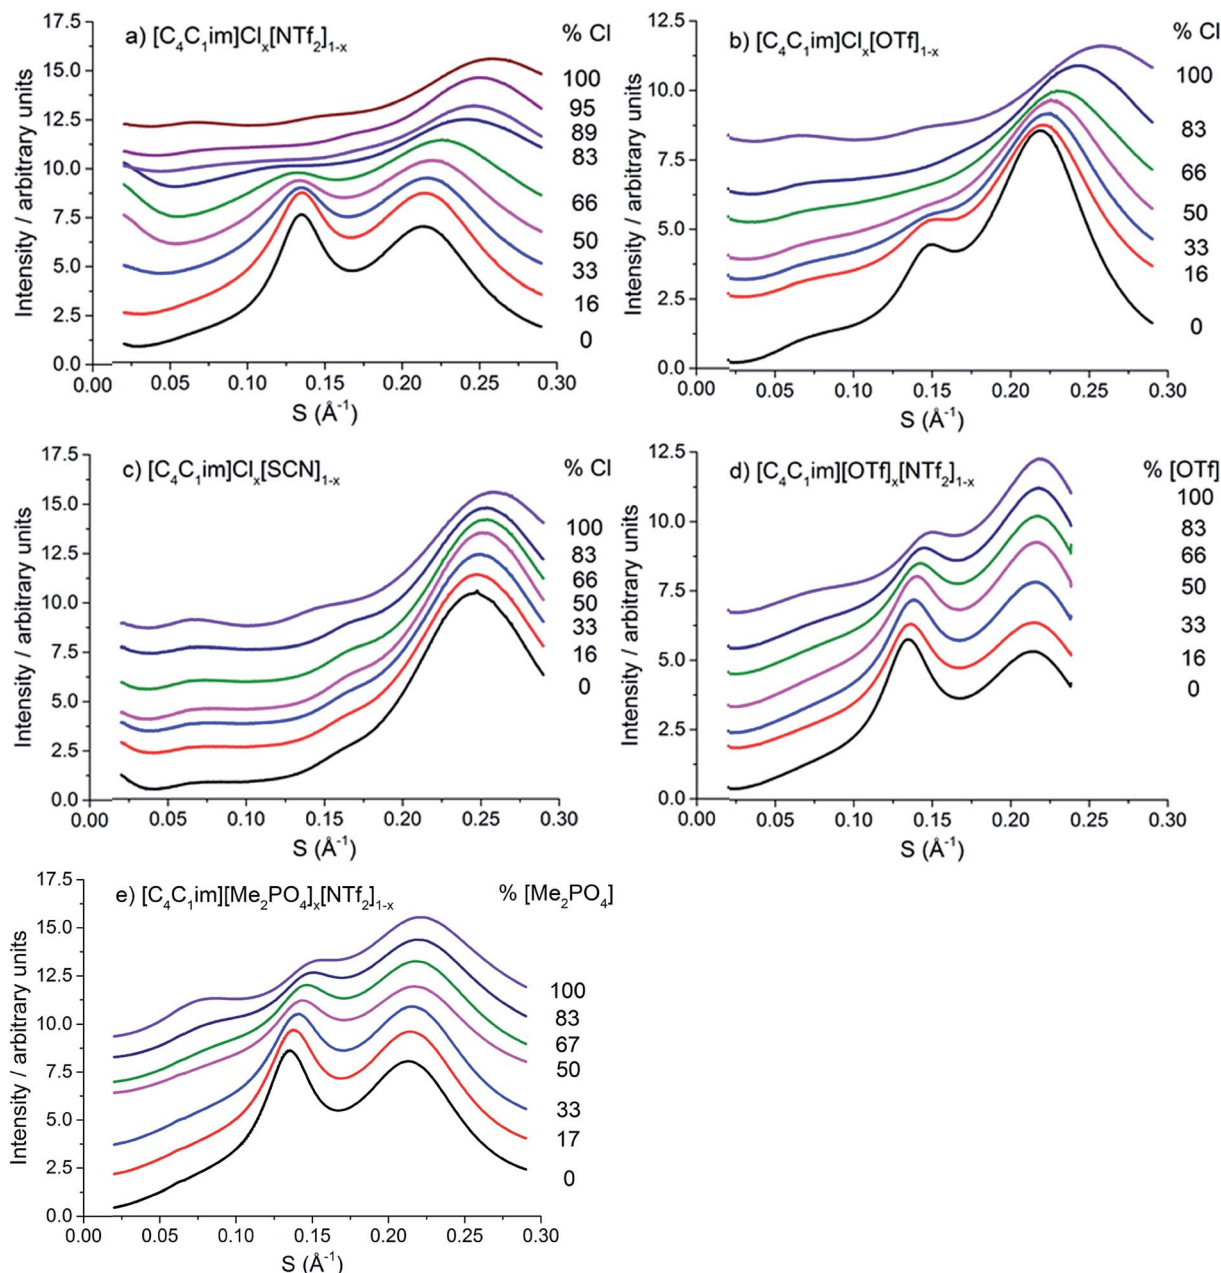 a) [C₄C₁im]Clₓ[NTf₂]₁₋ₓ
% Cl
100
95
89
83
66
50
33
16
0
17.5
15.0
12.5
10.0
7.5
5.0
2.5
0.0
Intensity / arbitrary units
0.00 0.05 0.10 0.15 0.20 0.25 0.30
S (Å⁻¹)
b) [C₄C₁im]Clₓ[OTf]₁₋ₓ
% Cl
100
83
66
50
33
16
0
12.5
10.0
7.5
5.0
2.5
0.0
Intensity / arbitrary units
0.00 0.05 0.10 0.15 0.20 0.25 0.30
S (Å⁻¹)
c) [C₄C₁im]Clₓ[SCN]₁₋ₓ
% Cl
100
83
66
50
33
16
0
17.5
15.0
12.5
10.0
7.5
5.0
2.5
0.0
Intensity / arbitrary units
0.00 0.05 0.10 0.15 0.20 0.25 0.30
S (Å⁻¹)
d) [C₄C₁im][OTf]ₓ[NTf₂]₁₋ₓ
% [OTf]
100
83
66
50
33
16
0
12.5
10.0
7.5
5.0
2.5
0.0
Intensity / arbitrary units
0.00 0.05 0.10 0.15 0.20 0.25 0.30
S (Å⁻¹)
e) [C₄C₁im][Me₂PO₄]ₓ[NTf₂]₁₋ₓ
% [Me₂PO₄]
100
83
67
50
33
17
0
17.5
15.0
12.5
10.0
7.5
5.0
2.5
0.0
Intensity / arbitrary units
0.00 0.05 0.10 0.15 0.20 0.25 0.30
S (Å⁻¹)